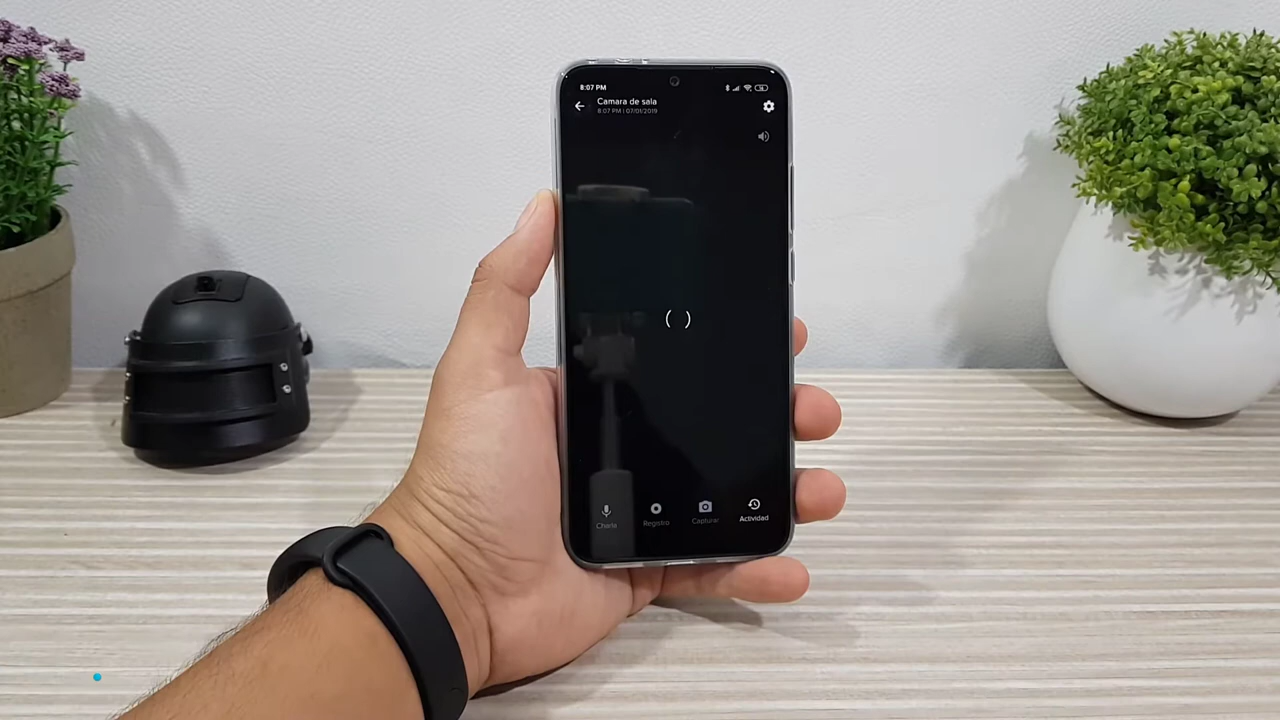 8:07 PM
Camara de sala
8:07 PM | 07/01/2019
Charla
Registro
Capturar
Actividad